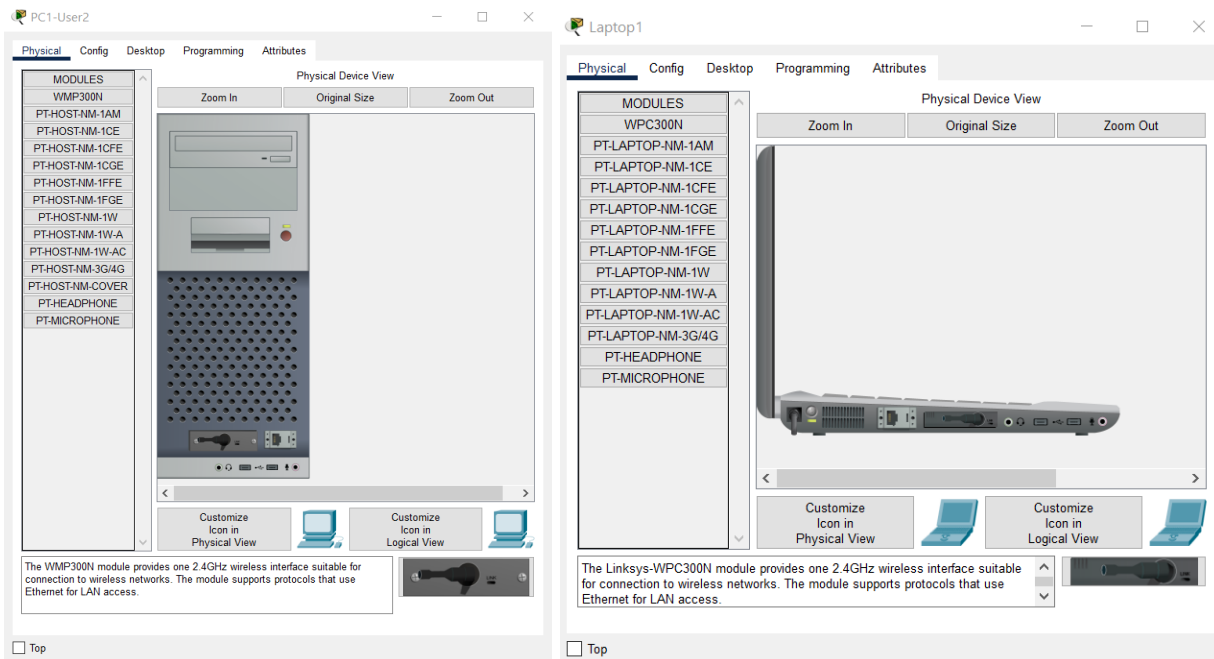 PC1-User2
Physical Config Desktop Programming Attributes
MODULES
WMP300N
PT-HOST-NM-1AM
PT-HOST-NM-1CE
PT-HOST-NM-1CFE
PT-HOST-NM-1CGE
PT-HOST-NM-1FFE
PT-HOST-NM-1FGE
PT-HOST-NM-1W
PT-HOST-NM-1W-A
PT-HOST-NM-1W-AC
PT-HOST-NM-3G/4G
PT-HOST-NM-COVER
PT-HEADPHONE
PT-MICROPHONE
Physical Device View
Zoom In Original Size Zoom Out
Customize
Icon in
Physical View
Customize
Icon in
Logical View
The WMP300N module provides one 2.4GHz wireless interface suitable for
connection to wireless networks. The module supports protocols that use
Ethernet for LAN access.
Top
Laptop1
Physical Config Desktop Programming Attributes
MODULES
WPC300N
PT-LAPTOP-NM-1AM
PT-LAPTOP-NM-1CE
PT-LAPTOP-NM-1CFE
PT-LAPTOP-NM-1CGE
PT-LAPTOP-NM-1FFE
PT-LAPTOP-NM-1FGE
PT-LAPTOP-NM-1W
PT-LAPTOP-NM-1W-A
PT-LAPTOP-NM-1W-AC
PT-LAPTOP-NM-3G/4G
PT-HEADPHONE
PT-MICROPHONE
Physical Device View
Zoom In Original Size Zoom Out
Customize
Icon in
Physical View
Customize
Icon in
Logical View
The Linksys-WPC300N module provides one 2.4GHz wireless interface suitable
for connection to wireless networks. The module supports protocols that use
Ethernet for LAN access.
Top